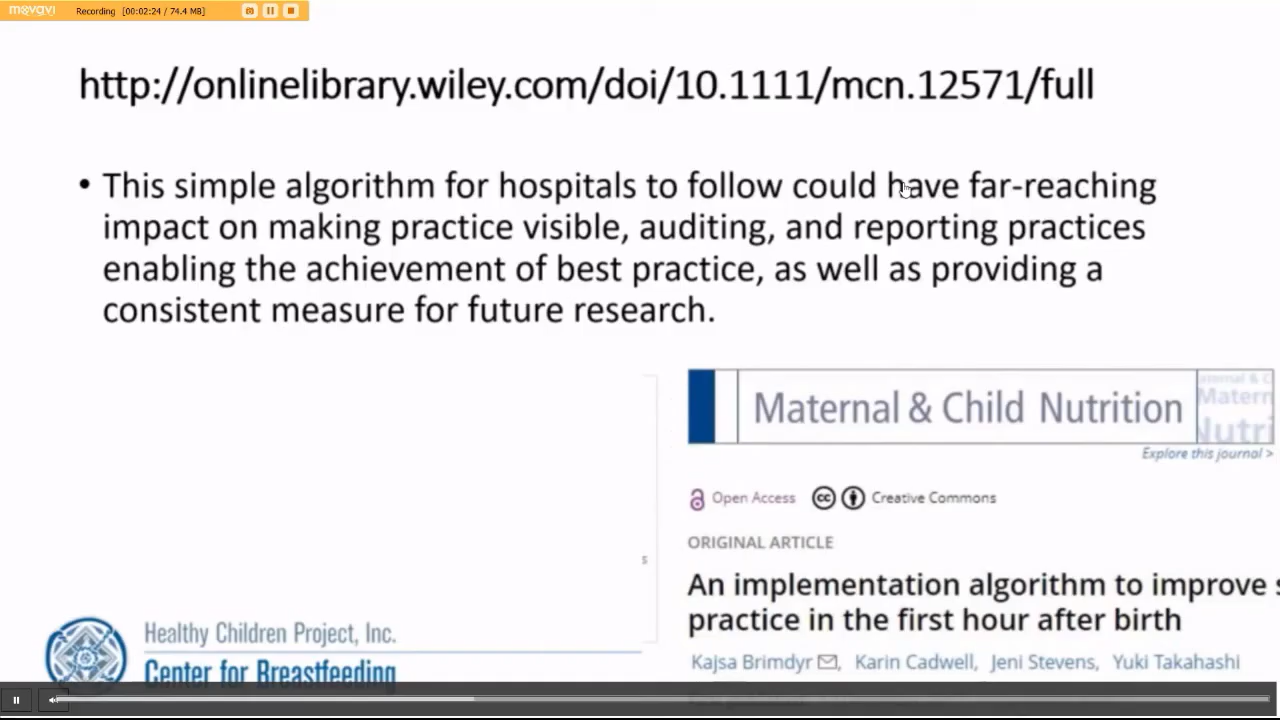 movavi
Recording [00:02:24 / 74.4 MB]
http://onlinelibrary.wiley.com/doi/10.1111/mcn.12571/full
• This simple algorithm for hospitals to follow could have far-reaching
impact on making practice visible, auditing, and reporting practices
enabling the achievement of best practice, as well as providing a
consistent measure for future research.
Maternal & Child Nutrition
Explore this journal >
Open Access
Creative Commons
ORIGINAL ARTICLE
An implementation algorithm to improve s
practice in the first hour after birth
Kajsa Brimdyr, Karin Cadwell, Jeni Stevens, Yuki Takahashi
s
Healthy Children Project, Inc.
Center for Breastfeeding